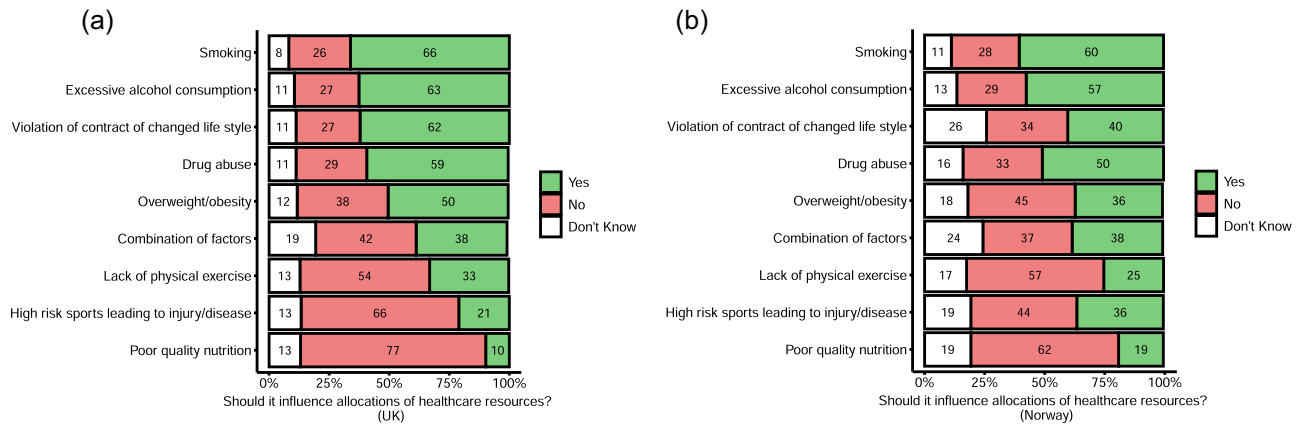 (a)
Smoking 8 26 66
Excessive alcohol consumption 11 27 63
Violation of contract of changed life style 11 27 62
Drug abuse 11 29 59
Overweight/obesity 12 38 50
Combination of factors 19 42 38
Lack of physical exercise 13 54 33
High risk sports leading to injury/disease 13 66 21
Poor quality nutrition 13 77 10
0% 25% 50% 75% 100%
Should it influence allocations of healthcare resources?
(UK)
Yes
No
Don't Know
(b)
Smoking 11 28 60
Excessive alcohol consumption 13 29 57
Violation of contract of changed life style 26 34 40
Drug abuse 16 33 50
Overweight/obesity 18 45 36
Combination of factors 24 37 38
Lack of physical exercise 17 57 25
High risk sports leading to injury/disease 19 44 36
Poor quality nutrition 19 62 19
0% 25% 50% 75% 100%
Should it influence allocations of healthcare resources?
(Norway)
Yes
No
Don't Know